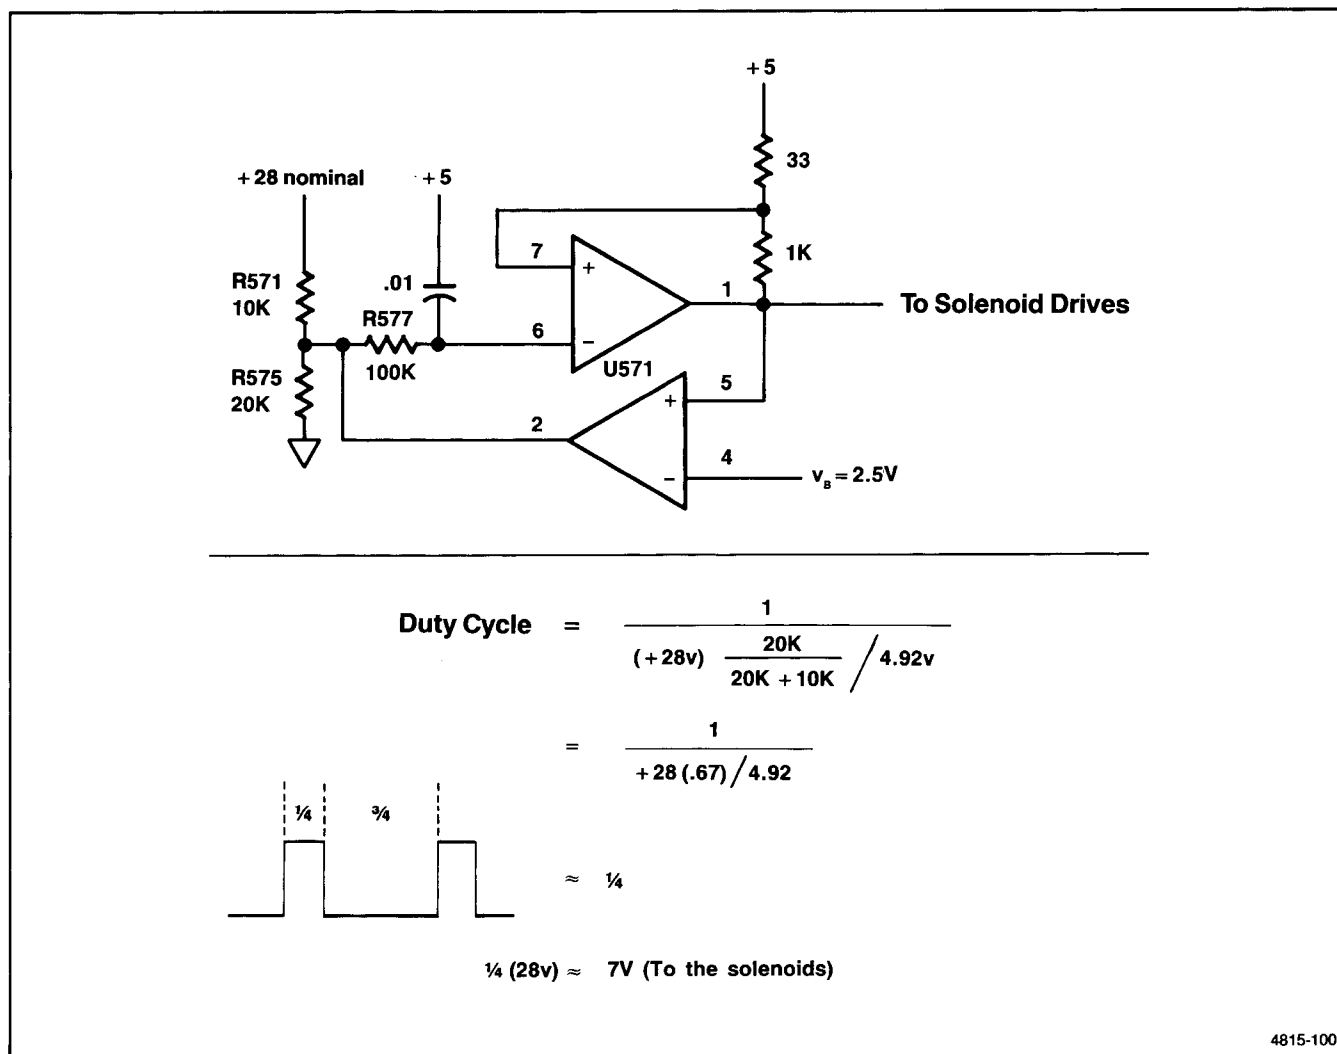 +5
33
+28 nominal
+5
7
+
1K
R571
10K
.01
1
To Solenoid Drives
R577
6
−
100K
U571
R575
20K
5
+
2
4
−
vB = 2.5V
Duty Cycle = 1
(+28v) 20K / 4.92v
20K + 10K
= 1
+28 (.67) / 4.92
¼ ¾
≈ ¼
¼ (28v) ≈ 7V (To the solenoids)
4815-100